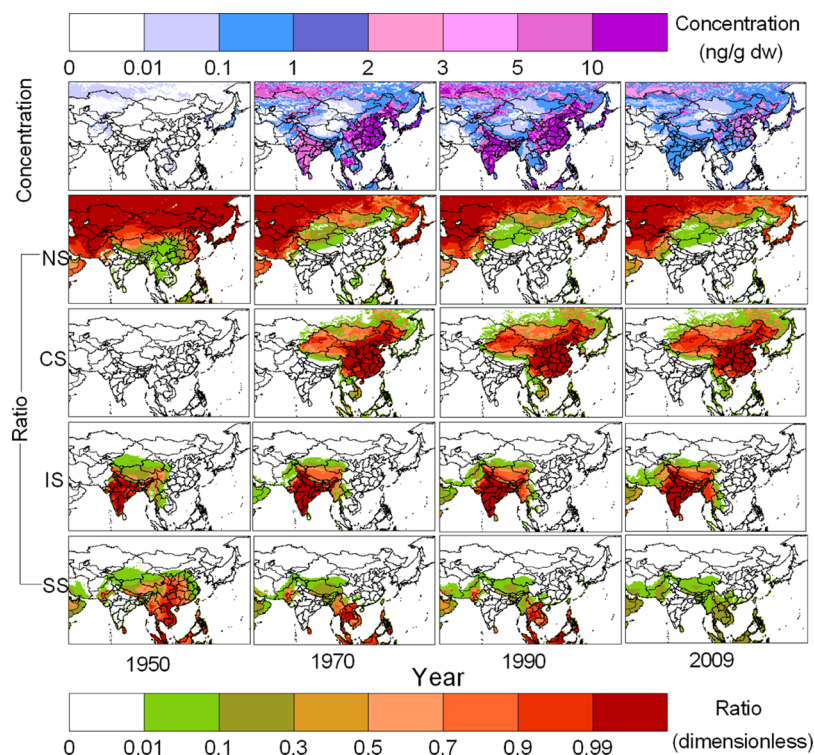 Concentration
(ng/g dw)
0 0.01 0.1 1 2 3 5 10
Concentration
Ratio
NS
CS
IS
SS
1950 1970 1990 2009
Year
Ratio
(dimensionless)
0 0.01 0.1 0.3 0.5 0.7 0.9 0.99